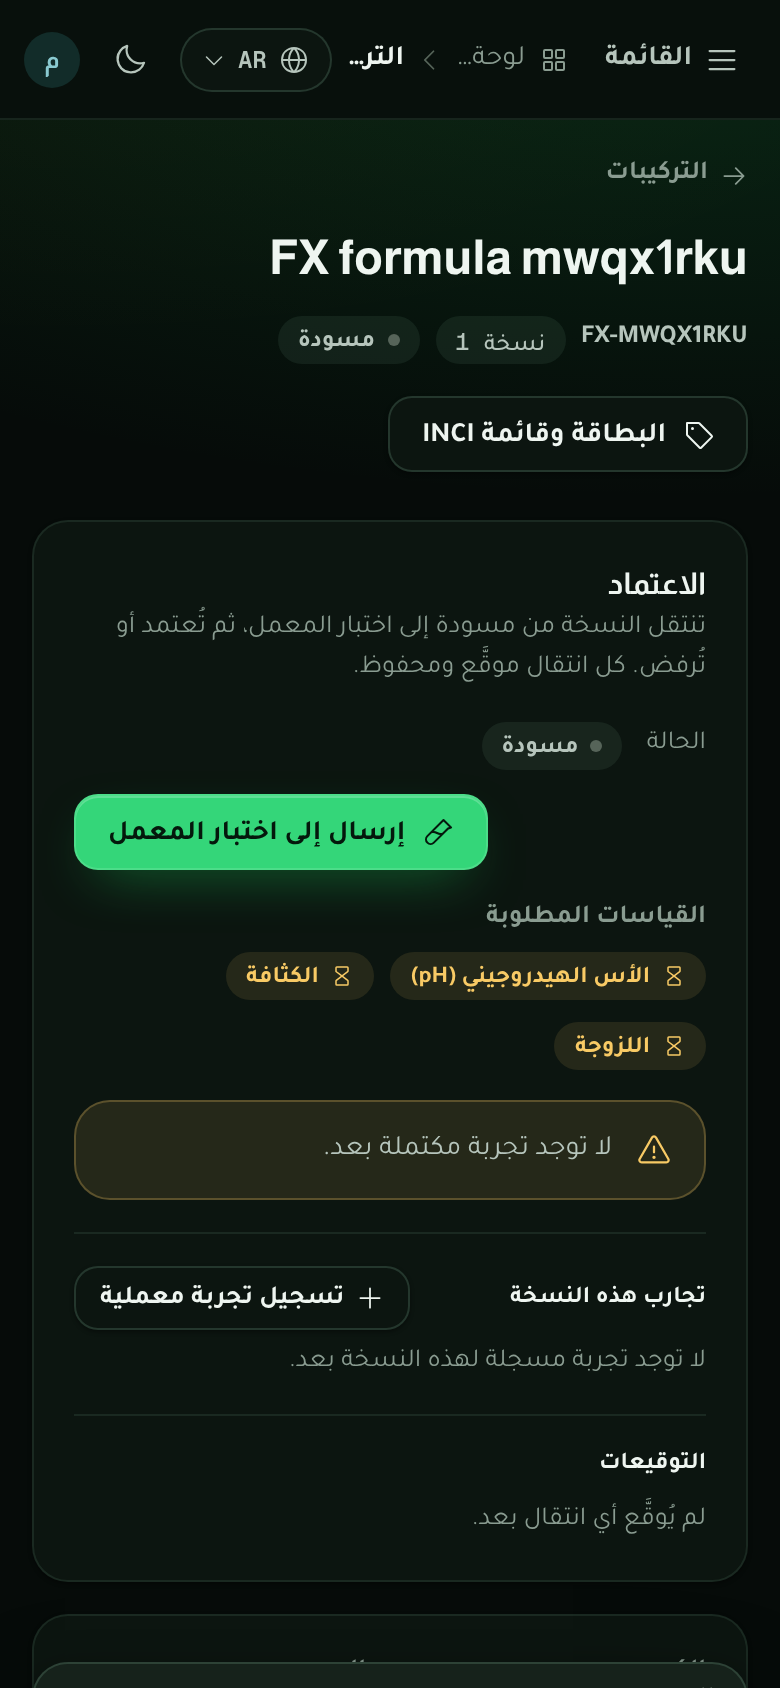 القائمة
لوحة...
التر...
AR
م
التركيبات
FX formula mwqx1rku
FX-MWQX1RKU
نسخة 1
مسودة
البطاقة وقائمة INCI
الاعتماد
تنتقل النسخة من مسودة إلى اختبار المعمل، ثم تُعتمد أو
تُرفض. كل انتقال موقَّع ومحفوظ.
الحالة
مسودة
إرسال إلى اختبار المعمل
القياسات المطلوبة
الأس الهيدروجيني (pH)
الكثافة
اللزوجة
لا توجد تجربة مكتملة بعد.
تجارب هذه النسخة
تسجيل تجربة معملية
لا توجد تجربة مسجلة لهذه النسخة بعد.
التوقيعات
لم يُوقَّع أي انتقال بعد.